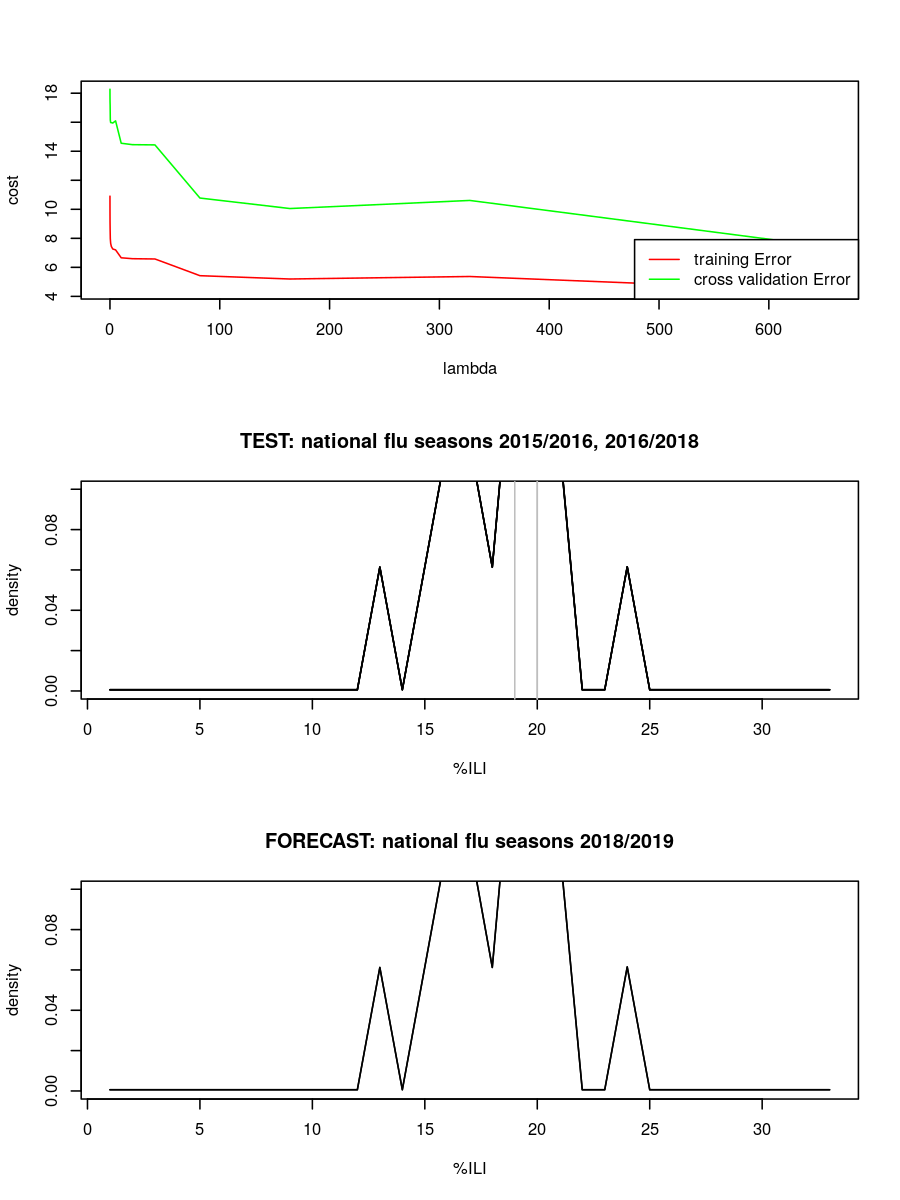 18
14
10
8
6
4
cost
training Error
cross validation Error
0 100 200 300 400 500 600
lambda
TEST: national flu seasons 2015/2016, 2016/2018
0.08
0.04
0.00
density
0 5 10 15 20 25 30
%ILI
FORECAST: national flu seasons 2018/2019
0.08
0.04
0.00
density
0 5 10 15 20 25 30
%ILI